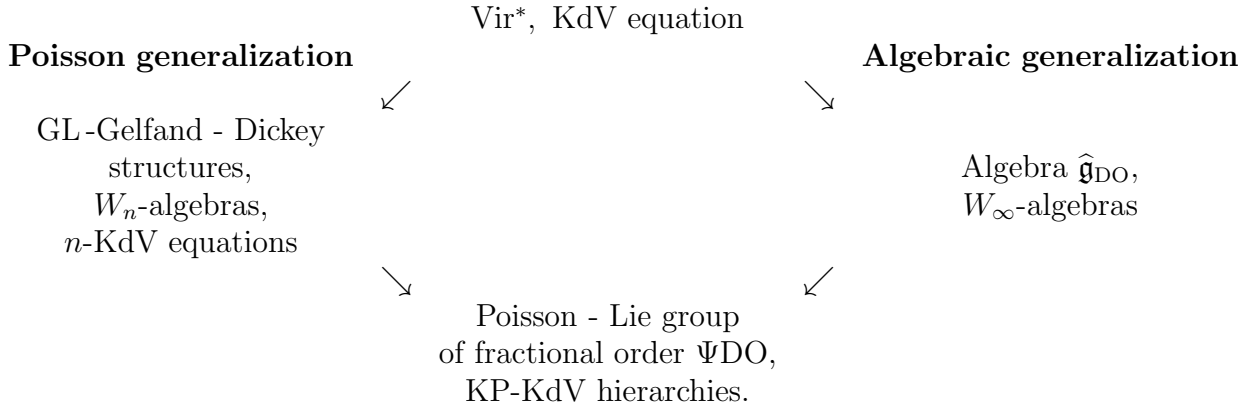 Vir*, KdV equation
Poisson generalization
Algebraic generalization
↙ ↘
GL-Gelfand - Dickey
structures,
W_n-algebras,
n-KdV equations
Algebra 𝔤̂_DO,
W_∞-algebras
↘ ↙
Poisson - Lie group
of fractional order ΨDO,
KP-KdV hierarchies.